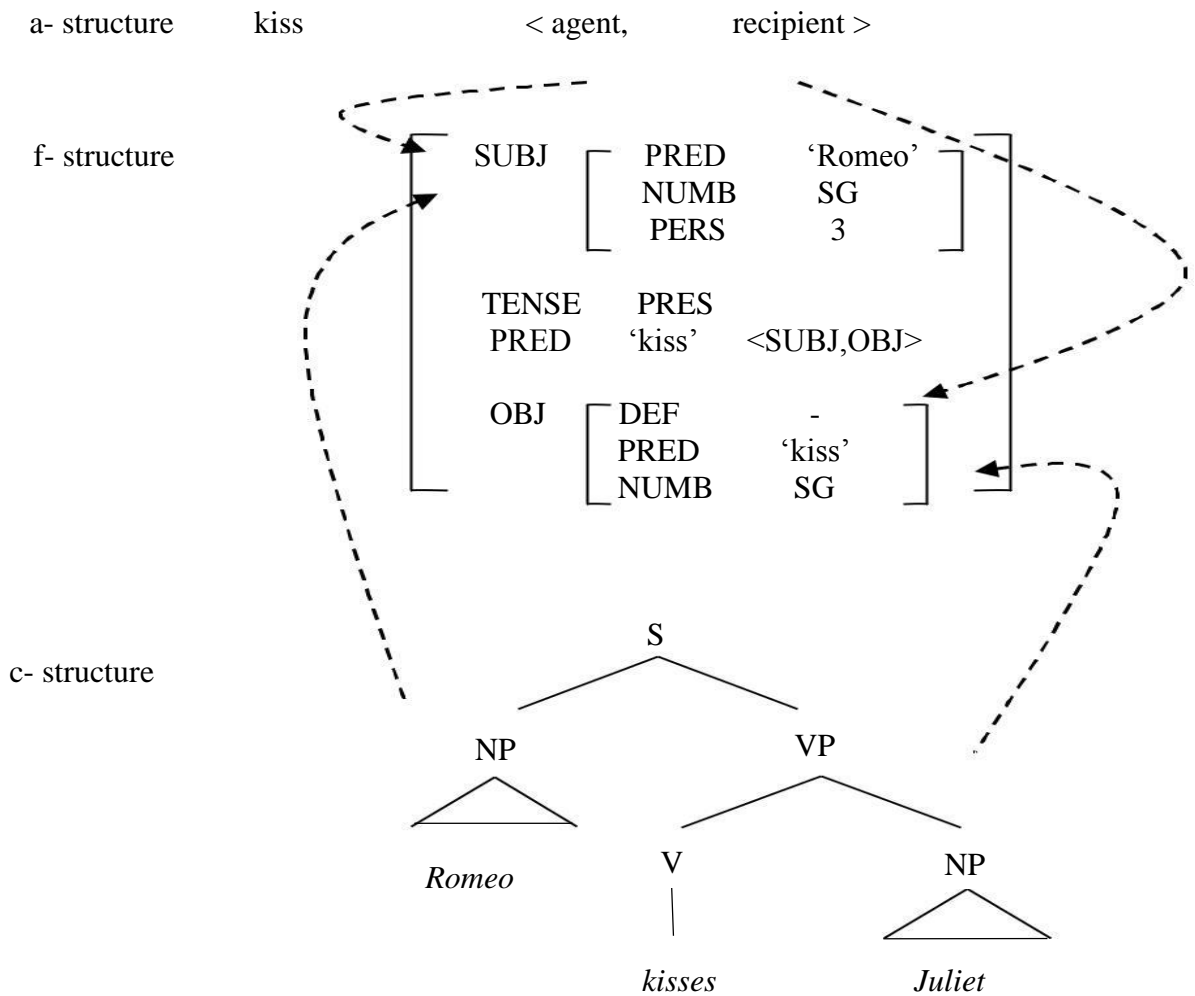 a- structure kiss < agent, recipient >
f- structure SUBJ PRED ‘Romeo’
NUMB SG
PERS 3
TENSE PRES
PRED ‘kiss’ <SUBJ,OBJ>
OBJ DEF -
PRED ‘kiss’
NUMB SG
S
c- structure
NP VP
V NP
Romeo
kisses Juliet